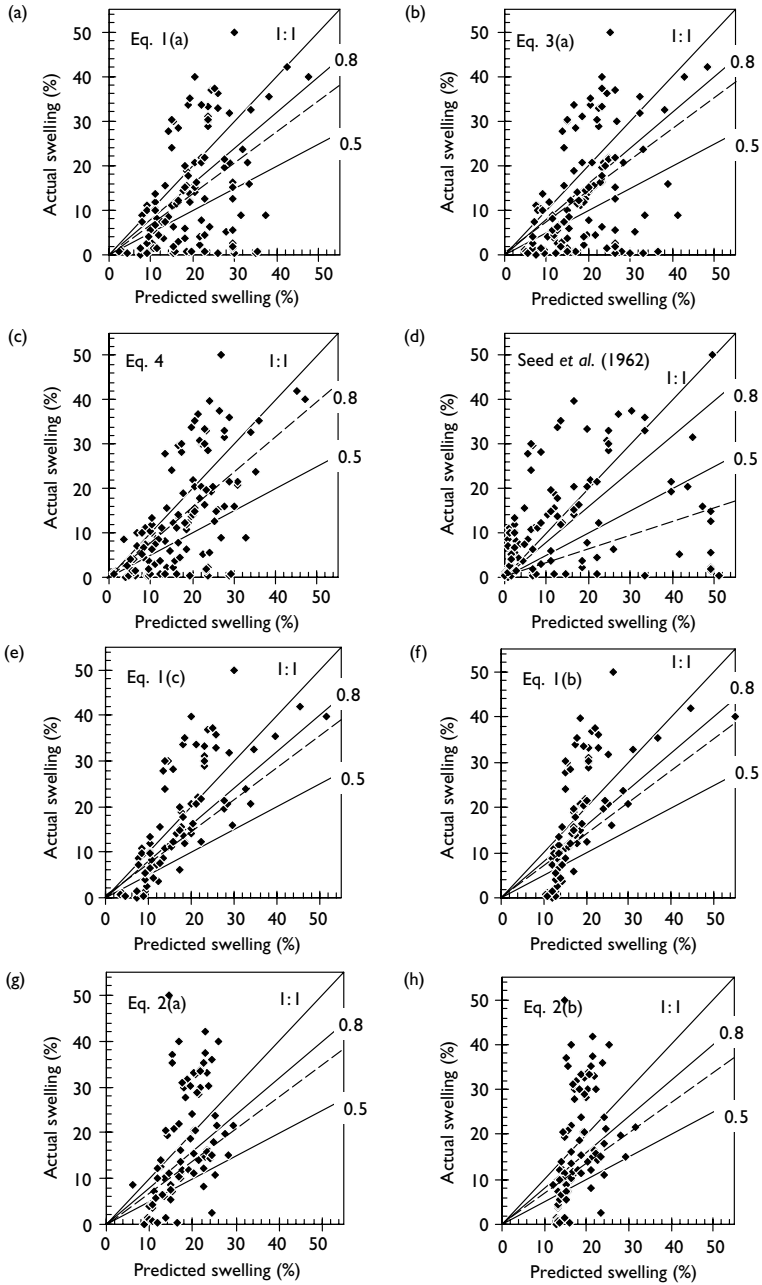 (a)
Eq. 1(a)
1:1
0.8
0.5
50
40
30
20
10
0
Actual swelling (%)
0 10 20 30 40 50
Predicted swelling (%)
(b)
Eq. 3(a)
1:1
0.8
0.5
50
40
30
20
10
0
Actual swelling (%)
0 10 20 30 40 50
Predicted swelling (%)
(c)
Eq. 4
1:1
0.8
0.5
50
40
30
20
10
0
Actual swelling (%)
0 10 20 30 40 50
Predicted swelling (%)
(d)
Seed et al. (1962)
1:1
0.8
0.5
50
40
30
20
10
0
Actual swelling (%)
0 10 20 30 40 50
Predicted swelling (%)
(e)
Eq. 1(c)
1:1
0.8
0.5
50
40
30
20
10
0
Actual swelling (%)
0 10 20 30 40 50
Predicted swelling (%)
(f)
Eq. 1(b)
1:1
0.8
0.5
50
40
30
20
10
0
Actual swelling (%)
0 10 20 30 40 50
Predicted swelling (%)
(g)
Eq. 2(a)
1:1
0.8
0.5
50
40
30
20
10
0
Actual swelling (%)
0 10 20 30 40 50
Predicted swelling (%)
(h)
Eq. 2(b)
1:1
0.8
0.5
50
40
30
20
10
0
Actual swelling (%)
0 10 20 30 40 50
Predicted swelling (%)